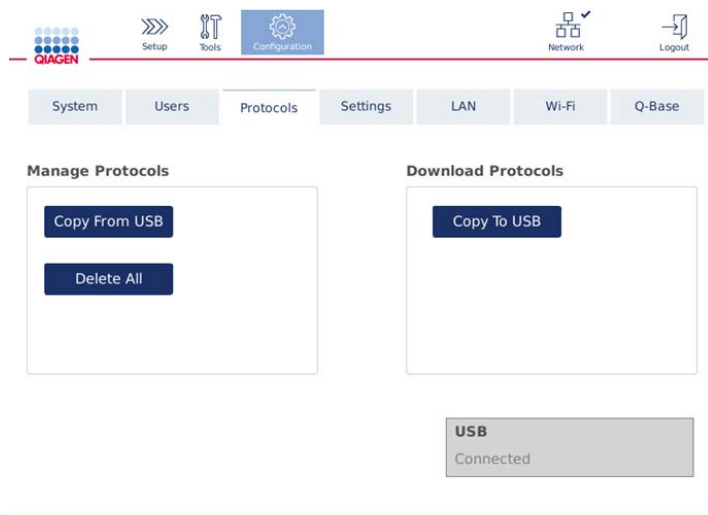 QIAGEN
Setup
Tools
Configuration
Network
Logout
System
Users
Protocols
Settings
LAN
Wi-Fi
Q-Base
Manage Protocols
Download Protocols
Copy From USB
Copy To USB
Delete All
USB
Connected